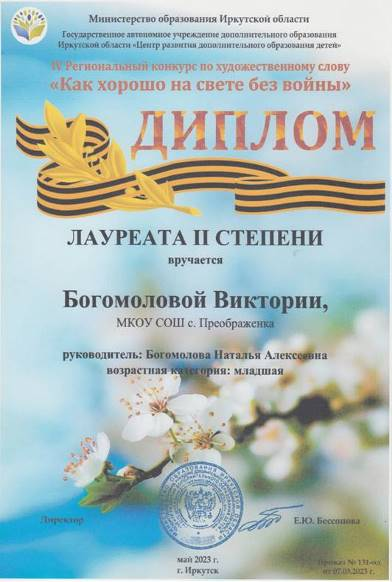 Министерство образования Иркутской области
Государственное автономное учреждение дополнительного образования
Иркутской области «Центр развития дополнительного образования детей»
IV Региональный конкурс по художественному слову
«Как хорошо на свете без войны»
ДИПЛОМ
ЛАУРЕАТА II СТЕПЕНИ
вручается
Богомоловой Виктории,
МКОУ СОШ с. Преображенка
руководитель: Богомолова Наталья Алексеевна
возрастная категория: младшая
Директор
Е.Ю. Бессонова
май 2023 г.
г. Иркутск
Приказ № 131-од
от 07.05.2023 г.